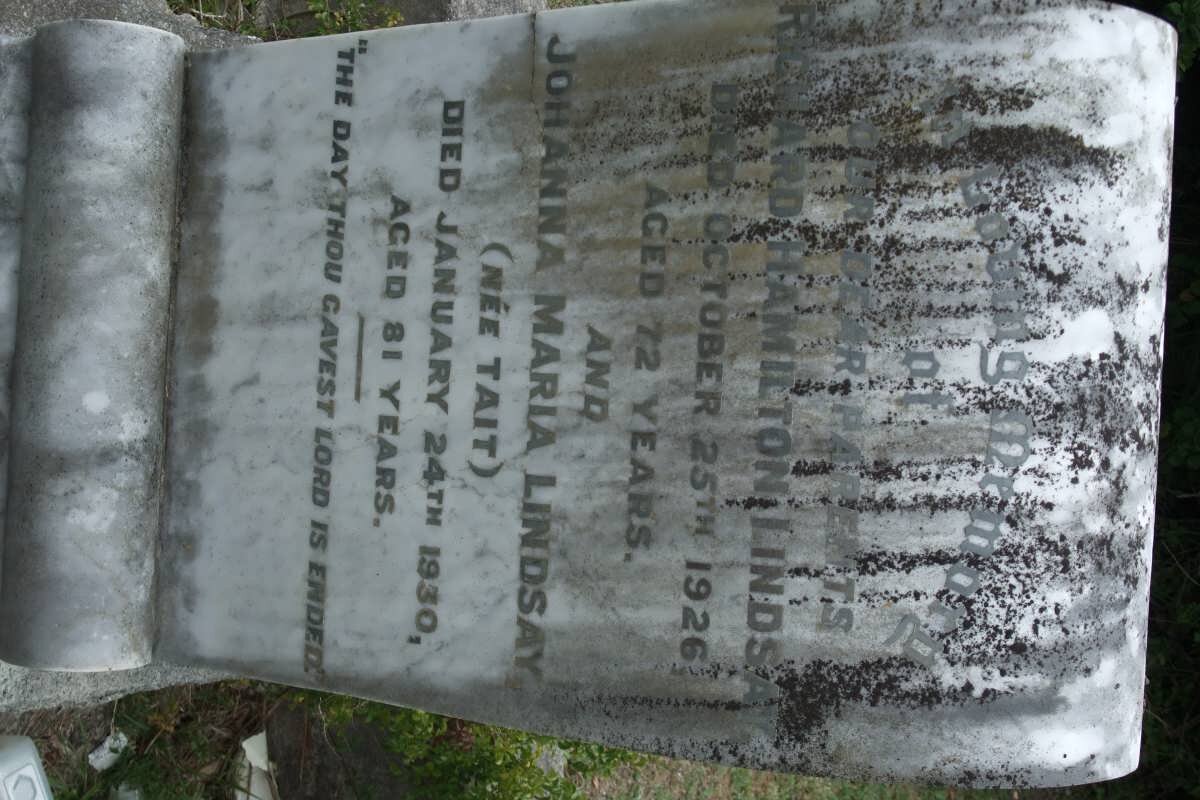 In Loving Memory
of
OUR DEAR PARENTS
RICHARD HAMILTON LINDSAY
DIED OCTOBER 25TH 1926,
AGED 72 YEARS.
AND
JOHANNA MARIA LINDSAY
(NÉE TAIT)
DIED JANUARY 24TH 1930,
AGED 81 YEARS.
"THE DAY THOU GAVEST LORD IS ENDED.